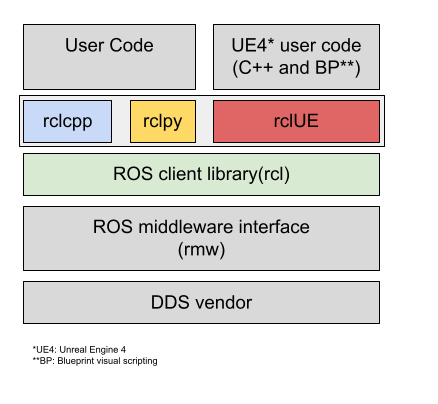 User Code
UE4* user code
(C++ and BP**)
rclcpp
rclpy
rclUE
ROS client library(rcl)
ROS middleware interface
(rmw)
DDS vendor
*UE4: Unreal Engine 4
**BP: Blueprint visual scripting